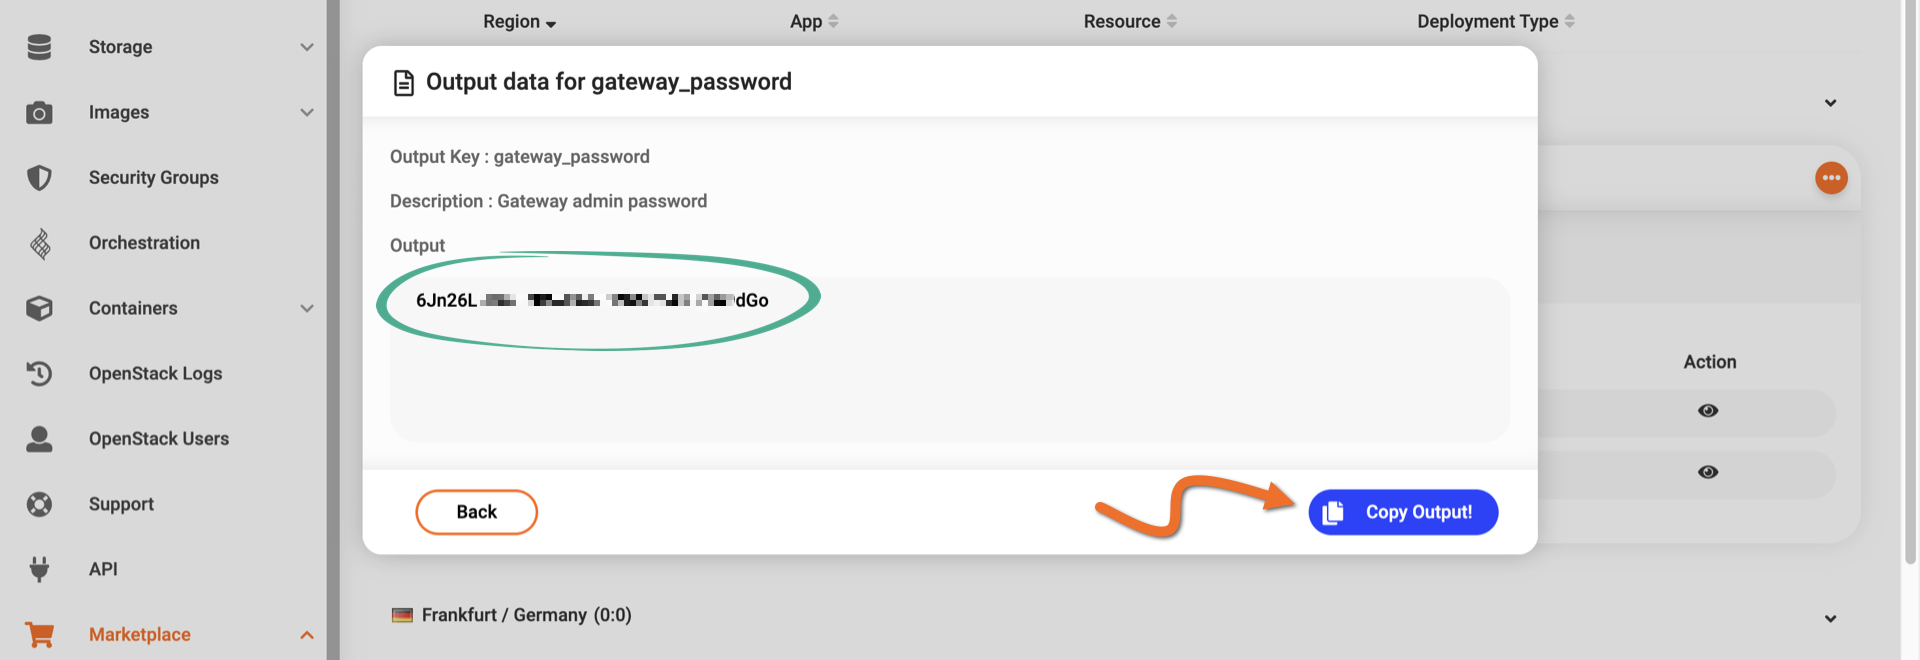 Region
App
Resource
Deployment Type
Storage
Images
Security Groups
Orchestration
Containers
OpenStack Logs
OpenStack Users
Support
API
Marketplace
Output data for gateway_password
Output Key : gateway_password
Description : Gateway admin password
Output
6Jn26L dGo
Back
Copy Output!
Action
Frankfurt / Germany (0:0)